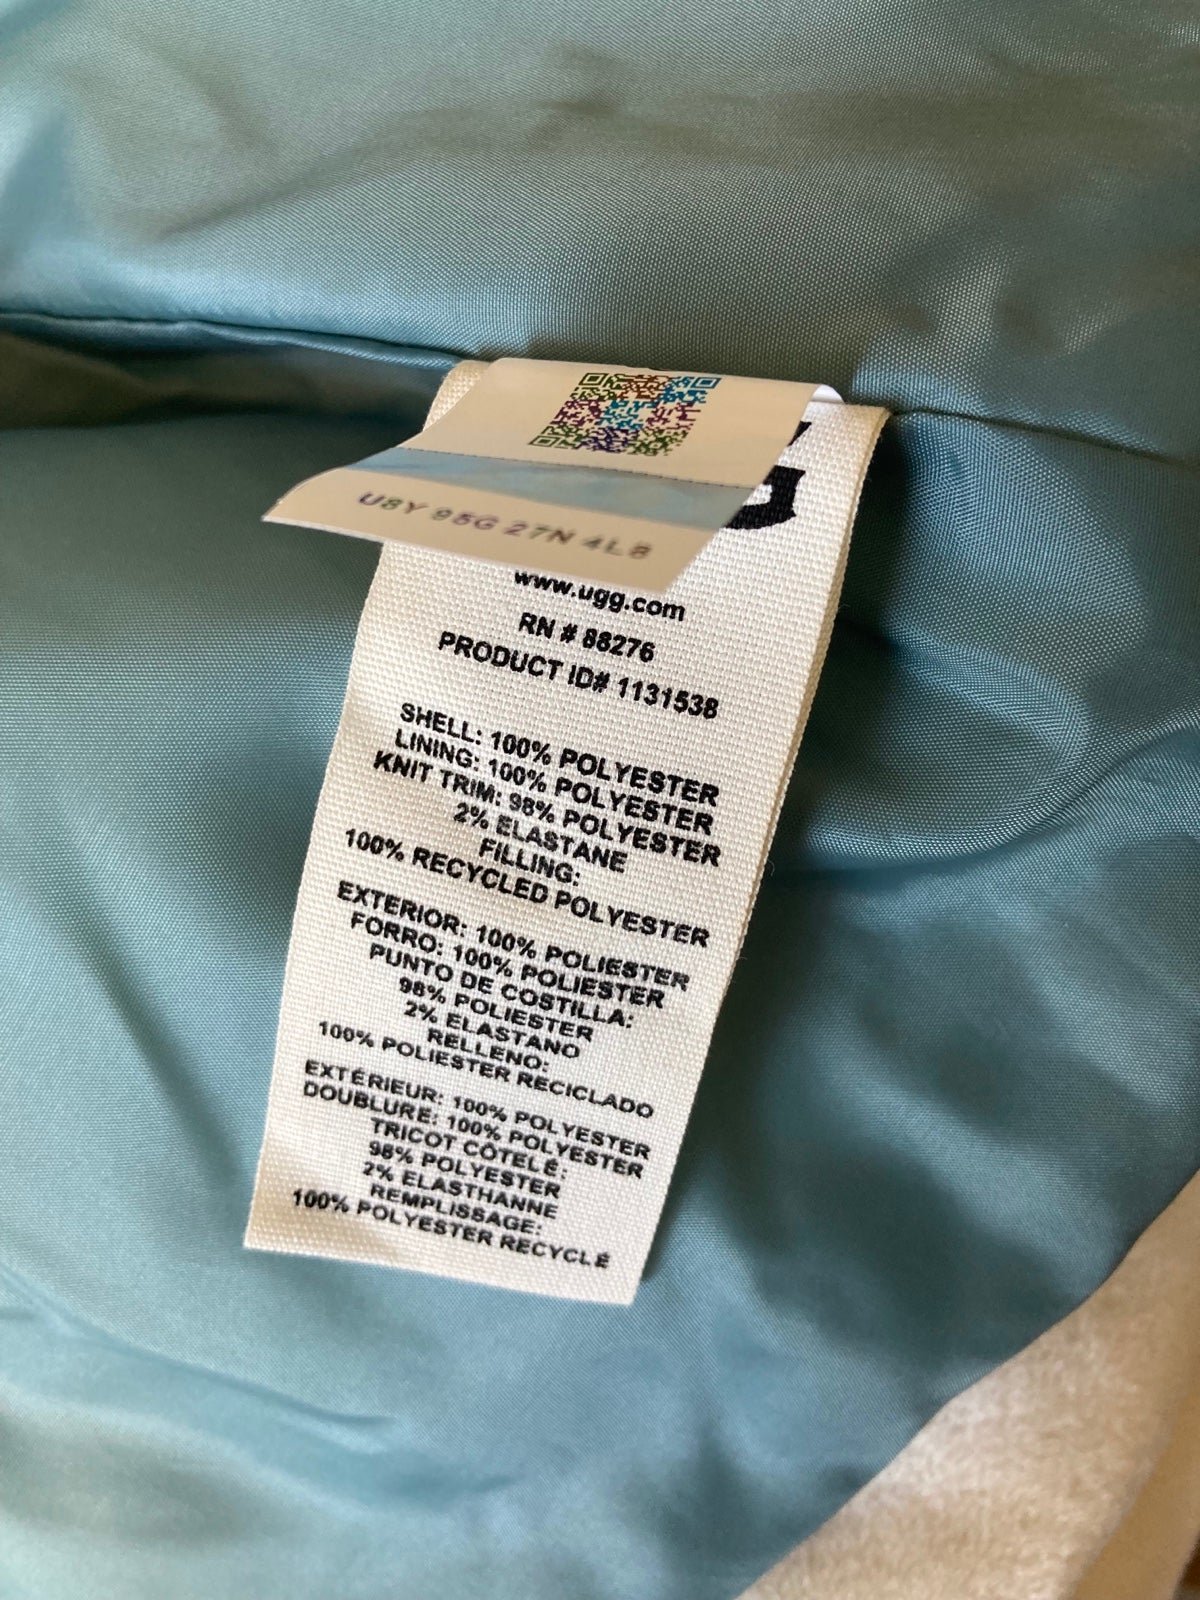 U8Y 95G 27N 4L8
www.ugg.com
RN # 88276
PRODUCT ID# 1131538
SHELL: 100% POLYESTER
LINING: 100% POLYESTER
KNIT TRIM: 98% POLYESTER
2% ELASTANE
FILLING:
100% RECYCLED POLYESTER
EXTERIOR: 100% POLIESTER
FORRO: 100% POLIESTER
PUNTO DE COSTILLA:
98% POLIESTER
2% ELASTANO
RELLENO:
100% POLIESTER RECICLADO
EXTÉRIEUR: 100% POLYESTER
DOUBLURE: 100% POLYESTER
TRICOT CÔTELÉ:
98% POLYESTER
2% ELASTHANNE
REMPLISSAGE:
100% POLYESTER RECYCLÉ